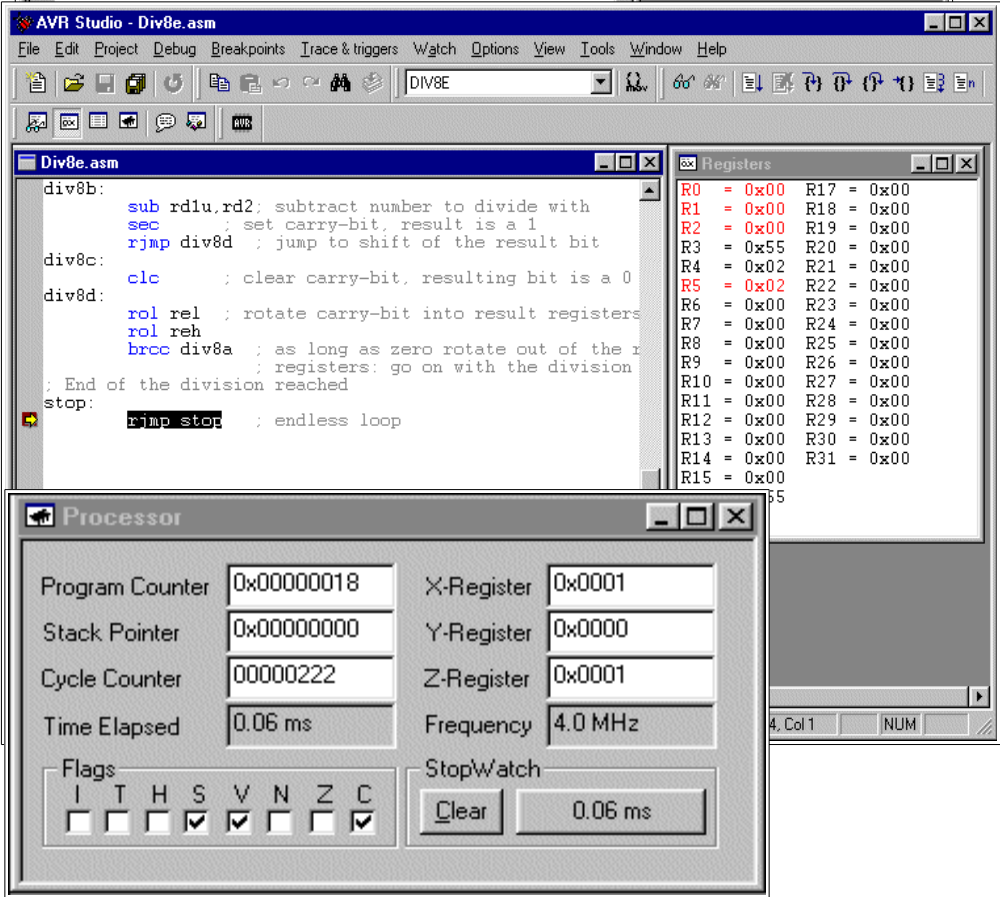 AVR Studio - Div8e.asm
File Edit Project Debug Breakpoints Trace & triggers Watch Options View Tools Window Help
DIV8E
AVR
Div8e.asm
div8b:
sub rd1u,rd2; subtract number to divide with
sec ; set carry-bit, result is a 1
rjmp div8d ; jump to shift of the result bit
div8c:
clc ; clear carry-bit, resulting bit is a 0
div8d:
rol rel ; rotate carry-bit into result registers
rol reh
brcc div8a ; as long as zero rotate out of the r
; registers: go on with the division
; End of the division reached
stop:
rjmp stop ; endless loop
Registers
R0 = 0x00 R17 = 0x00
R1 = 0x00 R18 = 0x00
R2 = 0x00 R19 = 0x00
R3 = 0x55 R20 = 0x00
R4 = 0x02 R21 = 0x00
R5 = 0x02 R22 = 0x00
R6 = 0x00 R23 = 0x00
R7 = 0x00 R24 = 0x00
R8 = 0x00 R25 = 0x00
R9 = 0x00 R26 = 0x00
R10 = 0x00 R27 = 0x00
R11 = 0x00 R28 = 0x00
R12 = 0x00 R29 = 0x00
R13 = 0x00 R30 = 0x00
R14 = 0x00 R31 = 0x00
R15 = 0x00
55
Processor
Program Counter 0x00000018 X-Register 0x0001
Stack Pointer 0x00000000 Y-Register 0x0000
Cycle Counter 00000222 Z-Register 0x0001
Time Elapsed 0.06 ms Frequency 4.0 MHz
4, Col 1 NUM
Flags StopWatch
I T H S V N Z C
Clear 0.06 ms